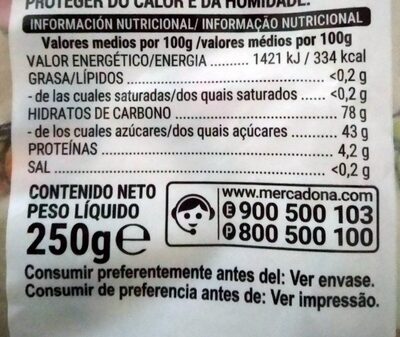 PROTEGER DO CALOR E DA HUMIDADE.
INFORMACIÓN NUTRICIONAL/ INFORMAÇÃO NUTRICIONAL
Valores medios por 100g /valores médios por 100g
VALOR ENERGÉTICO/ENERGIA ........... 1421 kJ / 334 kcal
GRASA/LÍPIDOS ............................................. <0,2 g
- de las cuales saturadas/dos quais saturados ..... <0,2 g
HIDRATOS DE CARBONO ................................. 78 g
- de los cuales azúcares/dos quais açúcares ........ 43 g
PROTEÍNAS ................................................... 4,2 g
SAL ............................................................ <0,2 g
CONTENIDO NETO
PESO LÍQUIDO
250g e
www.mercadona.com
E 900 500 103
P 800 500 100
Consumir preferentemente antes del: Ver envase.
Consumir de preferencia antes de: Ver impressão.